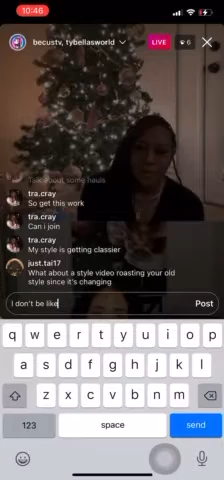 10:46
becustv, tybellasworld
LIVE
6
Talk about some hauls
tra.cray
So get this work
tra.cray
Can i join
tra.cray
My style is getting classier
just.tai17
What about a style video roasting your old
style since it's changing
I don't be like
Post
q w e r t y u i o p
a s d f g h j k l
z x c v b n m
123
space
send